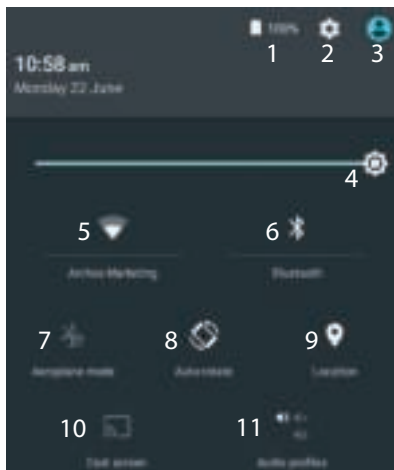 100%
1 2 3
10:58 am
Monday 22 June
4
5 6
Archos Marketing Bluetooth
7 8 9
Aeroplane mode Auto-rotate Location
10 11
Cast screen Audio profiles